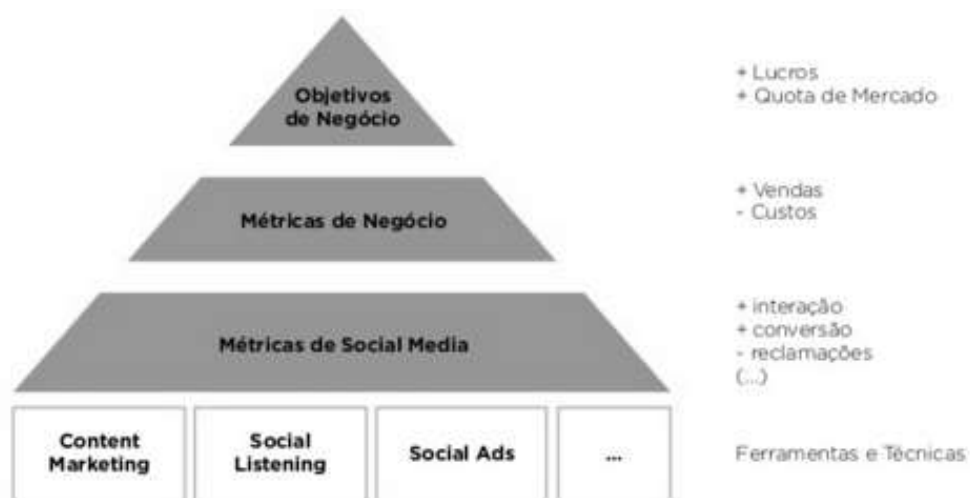 Objetivos
de Negócio
+ Lucros
+ Quota de Mercado
Métricas de Negócio
+ Vendas
- Custos
Métricas de Social Media
+ interação
+ conversão
- reclamações
(...)
Content
Marketing
Social
Listening
Social Ads
...
Ferramentas e Técnicas